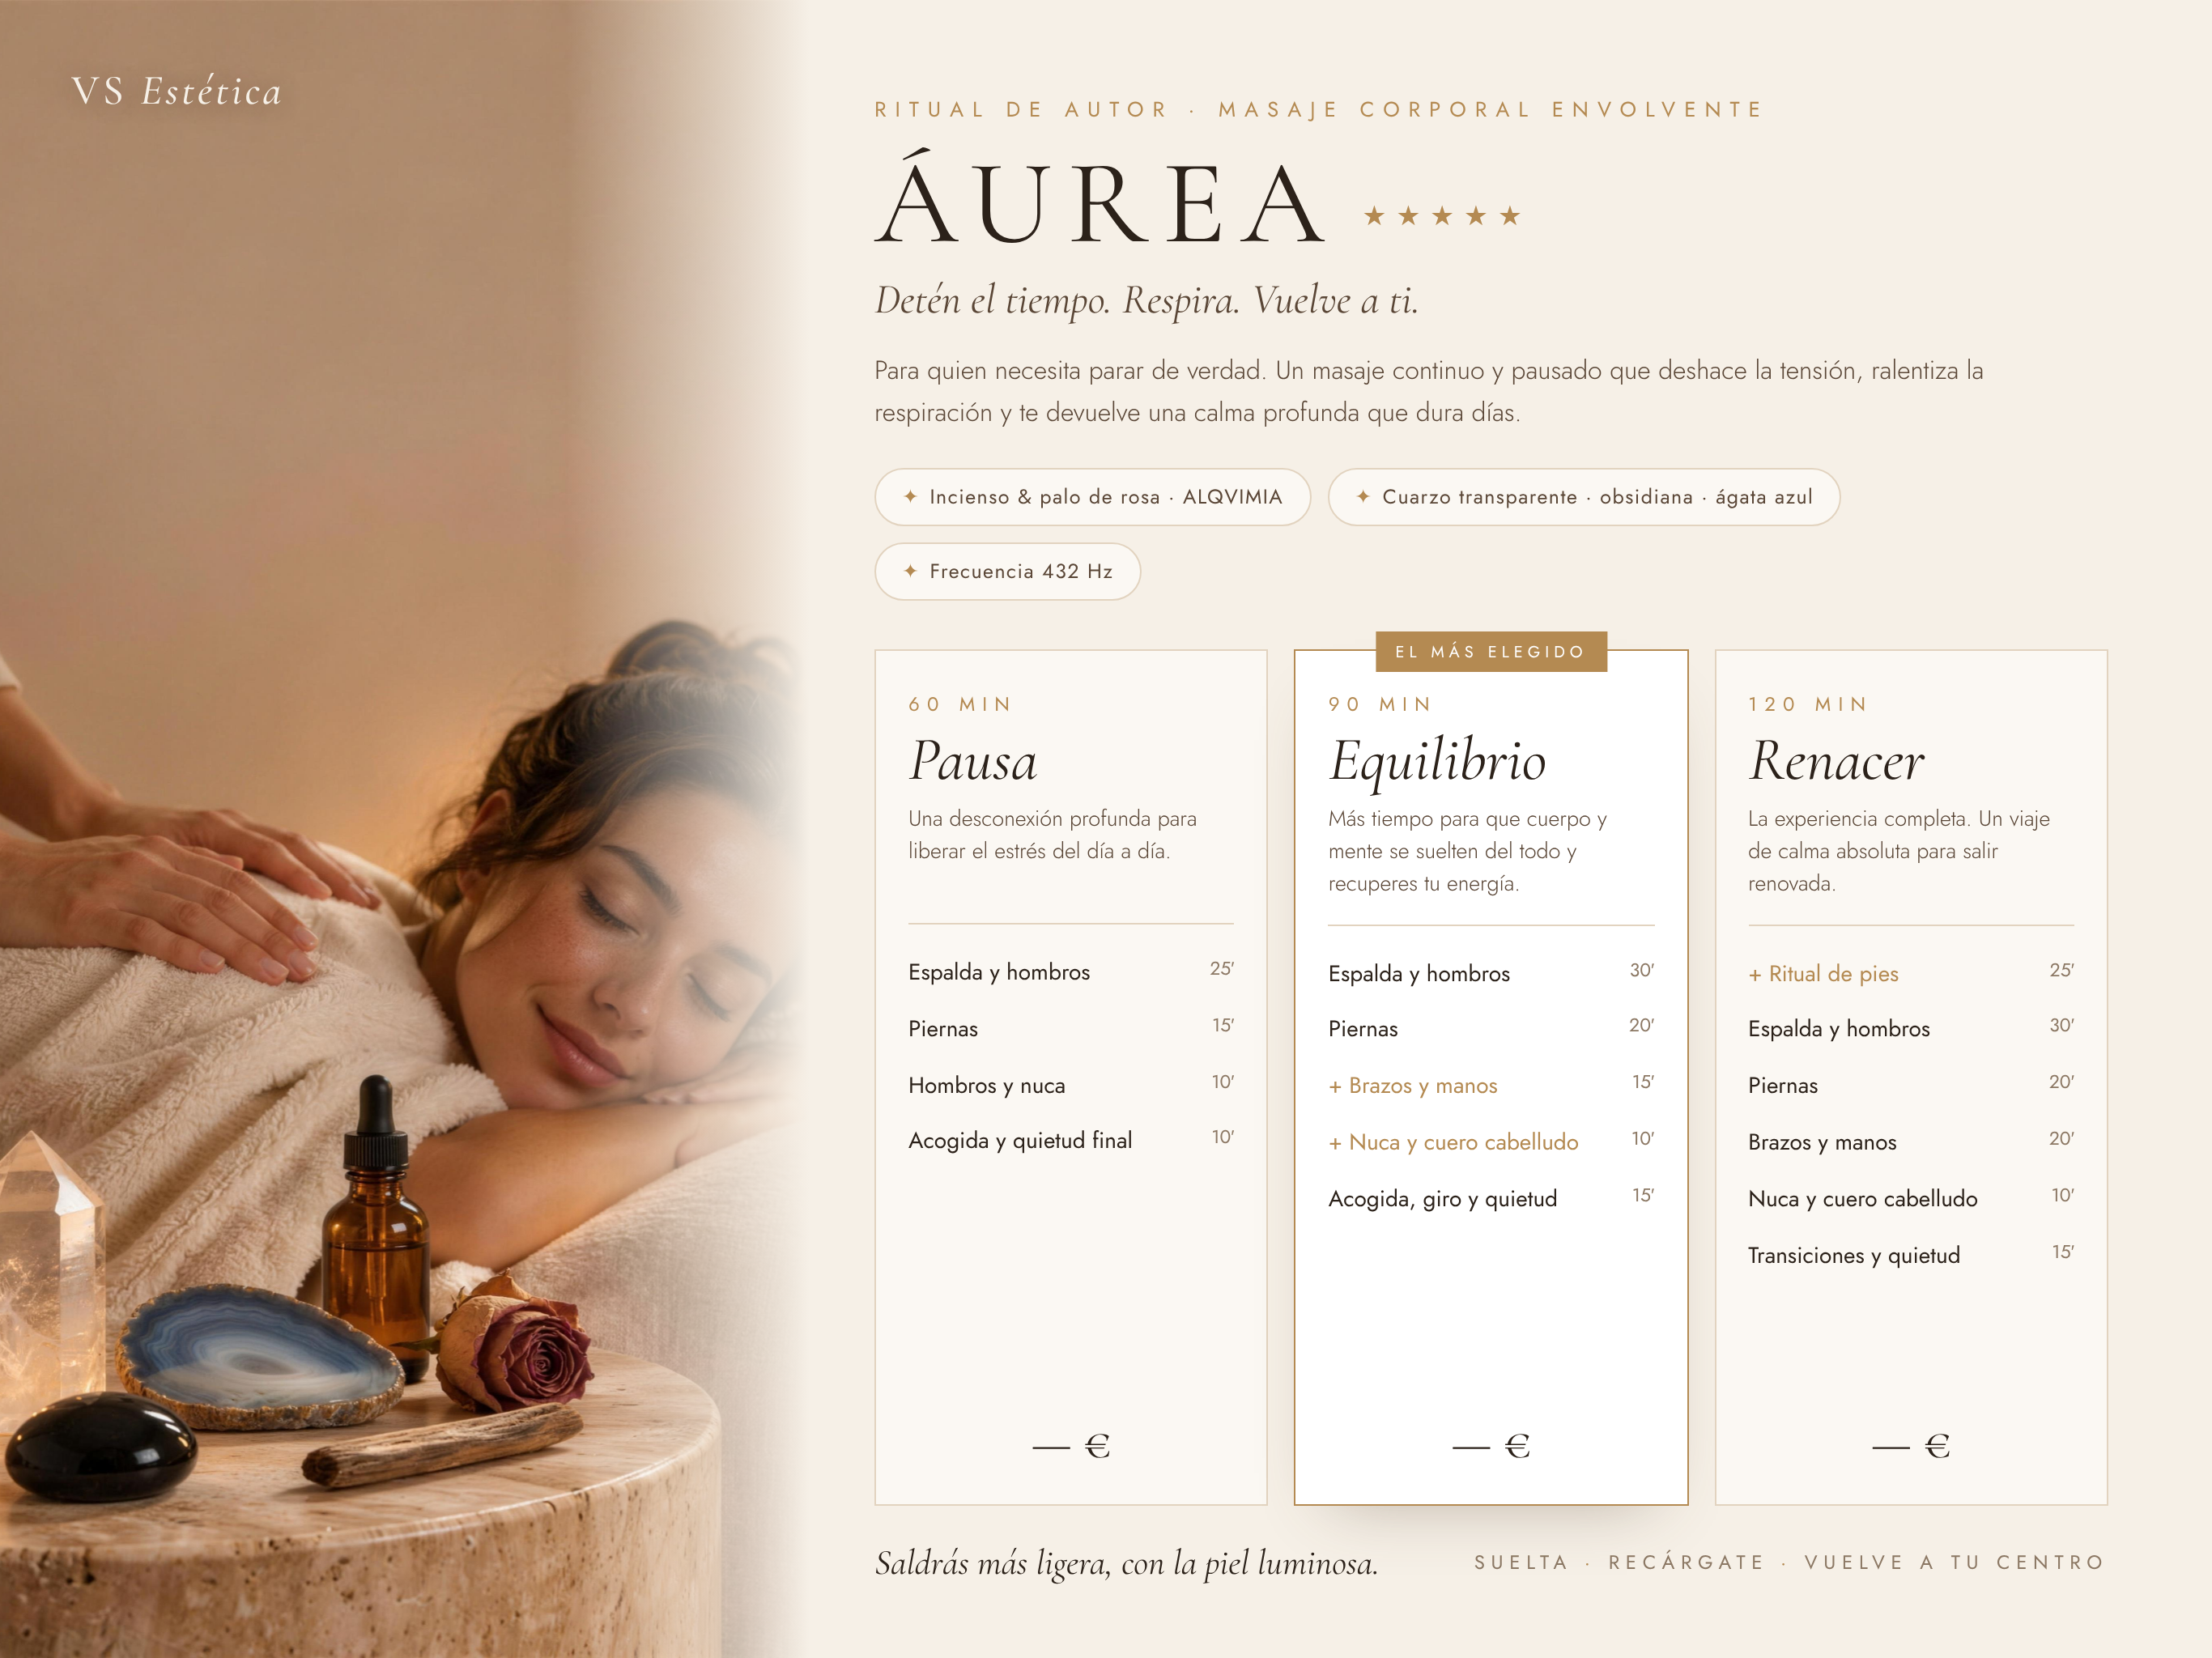 VS Estética
RITUAL DE AUTOR · MASAJE CORPORAL ENVOLVENTE
ÁUREA ★★★★★
Detén el tiempo. Respira. Vuelve a ti.
Para quien necesita parar de verdad. Un masaje continuo y pausado que deshace la tensión, ralentiza la
respiración y te devuelve una calma profunda que dura días.
✦ Incienso & palo de rosa · ALQVIMIA
✦ Cuarzo transparente · obsidiana · ágata azul
✦ Frecuencia 432 Hz
60 MIN
Pausa
Una desconexión profunda para
liberar el estrés del día a día.
Espalda y hombros 25'
Piernas 15'
Hombros y nuca 10'
Acogida y quietud final 10'
— €
EL MÁS ELEGIDO
90 MIN
Equilibrio
Más tiempo para que cuerpo y
mente se suelten del todo y
recuperes tu energía.
Espalda y hombros 30'
Piernas 20'
+ Brazos y manos 15'
+ Nuca y cuero cabelludo 10'
Acogida, giro y quietud 15'
— €
120 MIN
Renacer
La experiencia completa. Un viaje
de calma absoluta para salir
renovada.
+ Ritual de pies 25'
Espalda y hombros 30'
Piernas 20'
Brazos y manos 20'
Nuca y cuero cabelludo 10'
Transiciones y quietud 15'
— €
Saldrás más ligera, con la piel luminosa.
SUELTA · RECÁRGATE · VUELVE A TU CENTRO